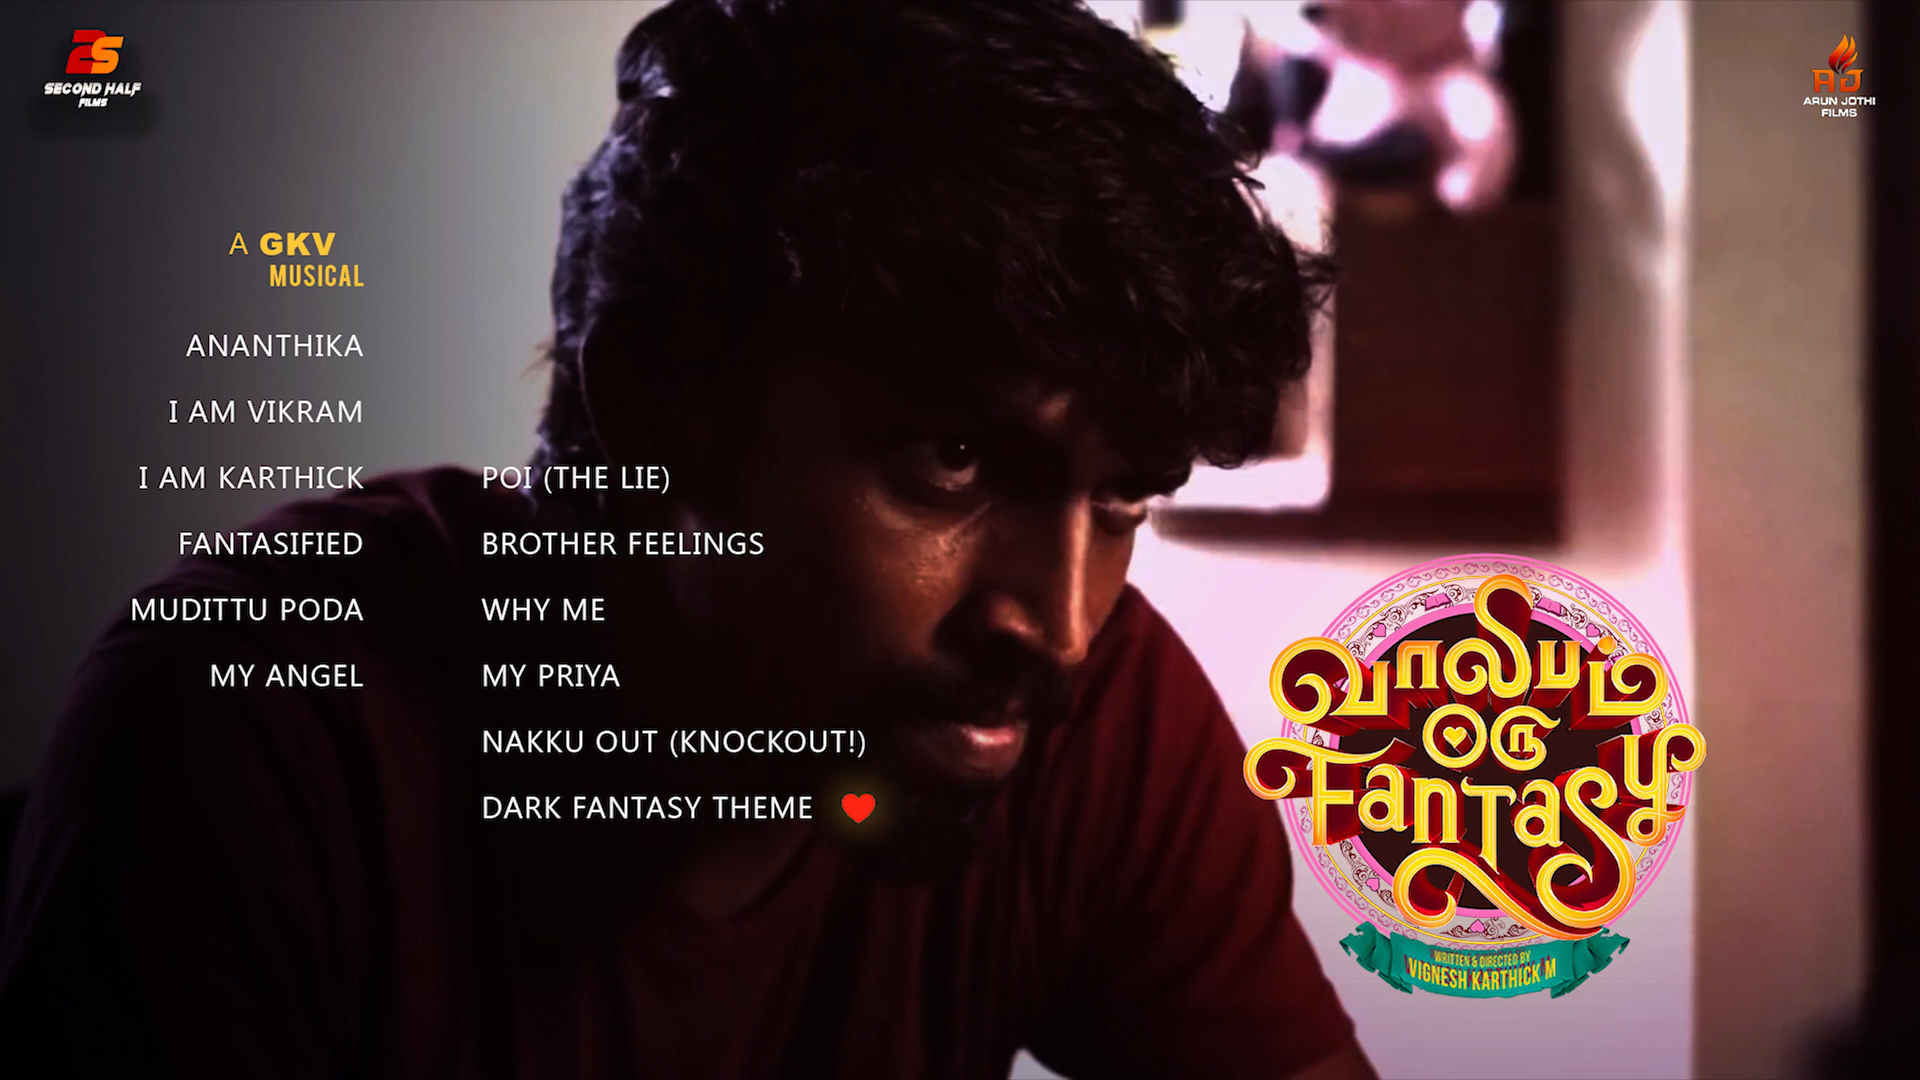 2S
SECOND HALF
FILMS
AJ
ARUN JOTHI
FILMS
A GKV
MUSICAL
ANANTHIKA
I AM VIKRAM
I AM KARTHICK
FANTASIFIED
MUDITTU PODA
MY ANGEL
POI (THE LIE)
BROTHER FEELINGS
WHY ME
MY PRIYA
NAKKU OUT (KNOCKOUT!)
DARK FANTASY THEME
வாலிபம்
ஒரு
Fantasy
WRITTEN & DIRECTED BY
VIGNESH KARTHICK M